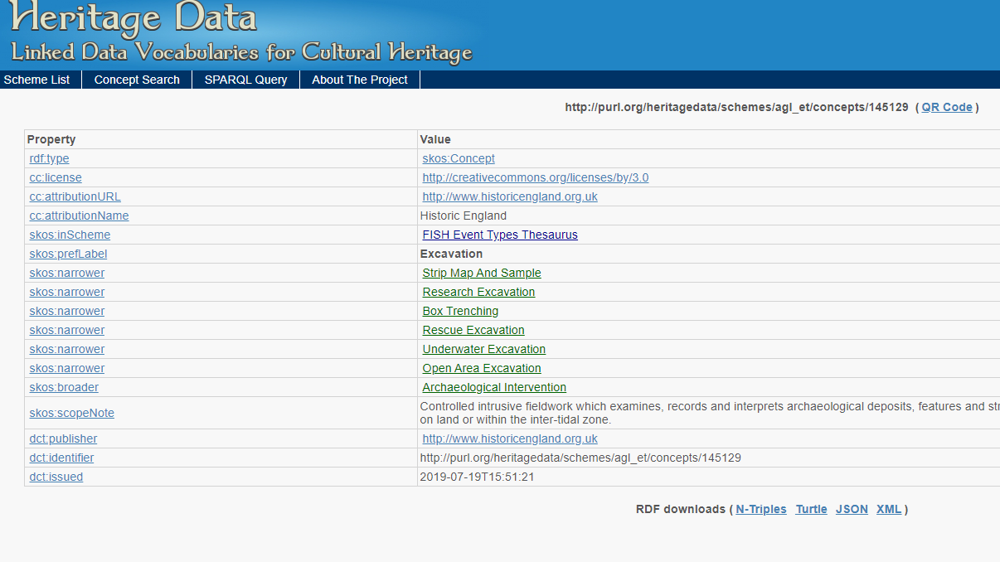 Heritage Data
Linked Data Vocabularies for Cultural Heritage
Scheme List Concept Search SPARQL Query About The Project
http://purl.org/heritagedata/schemes/agl_et/concepts/145129 ( QR Code )
Property Value
rdf:type skos:Concept
cc:license http://creativecommons.org/licenses/by/3.0
cc:attributionURL http://www.historicengland.org.uk
cc:attributionName Historic England
skos:inScheme FISH Event Types Thesaurus
skos:prefLabel Excavation
skos:narrower Strip Map And Sample
skos:narrower Research Excavation
skos:narrower Box Trenching
skos:narrower Rescue Excavation
skos:narrower Underwater Excavation
skos:narrower Open Area Excavation
skos:broader Archaeological Intervention
skos:scopeNote Controlled intrusive fieldwork which examines, records and interprets archaeological deposits, features and
on land or within the inter-tidal zone.
dct:publisher http://www.historicengland.org.uk
dct:identifier http://purl.org/heritagedata/schemes/agl_et/concepts/145129
dct:issued 2019-07-19T15:51:21
RDF downloads ( N-Triples Turtle JSON XML )